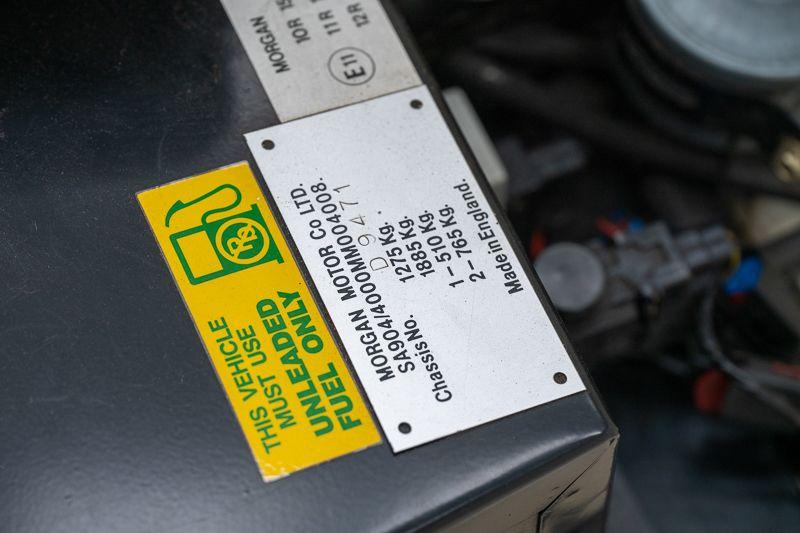 MORGAN
10R
11R
12R
E11
MORGAN MOTOR Co LTD.
SA904/4000MM004008.
Chassis No. D 9471
1275 Kg.
1885 Kg.
1 – 510 Kg.
2 – 765 Kg.
Made in England.
THIS VEHICLE
MUST USE
UNLEADED
FUEL ONLY